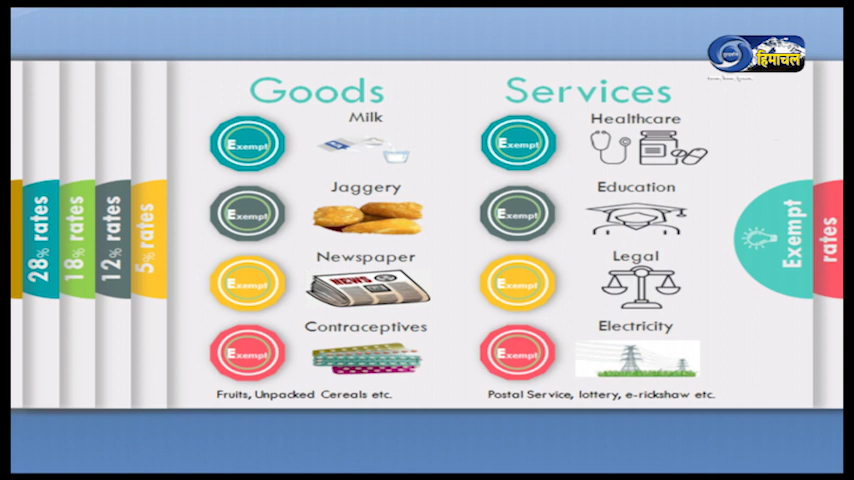 हिमाचल
Goods
Services
Milk
Healthcare
Exempt
Exempt
Jaggery
Education
Exempt
Exempt
Newspaper
Legal
Exempt
NEWS
Exempt
Contraceptives
Electricity
Exempt
Exempt
Fruits, Unpacked Cereals etc.
Postal Service, lottery, e-rickshaw etc.
28% rates
18% rates
12% rates
5% rates
Exempt
rates